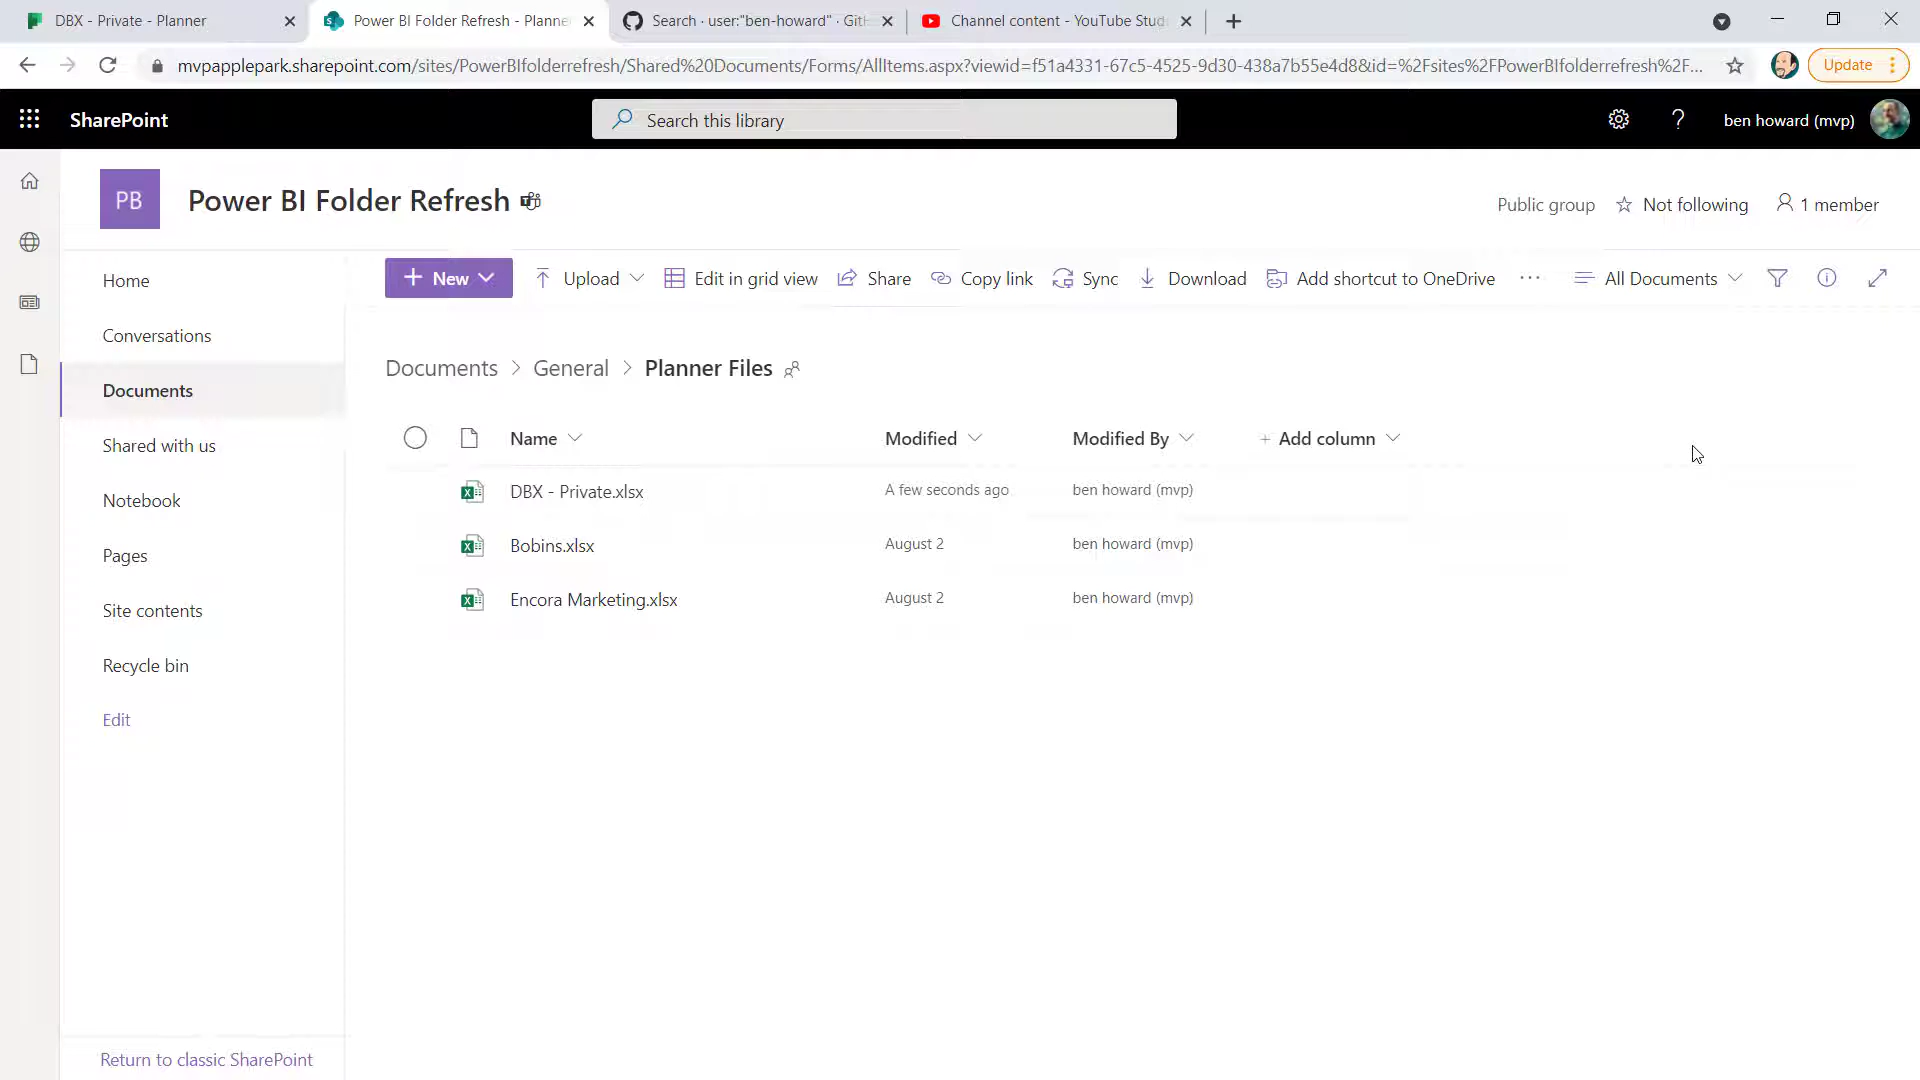 DBX - Private - Planner
Power BI Folder Refresh - Planne
Search · user:"ben-howard" · Git
Channel content - YouTube Stud
mvpapplepark.sharepoint.com/sites/PowerBIfolderrefresh/Shared%20Documents/Forms/AllItems.aspx?viewid=f51a4331-67c5-4525-9d30-438a7b55e4d8&id=%2Fsites%2FPowerBIfolderrefresh%2F...
Update
SharePoint
Search this library
ben howard (mvp)
PB
Power BI Folder Refresh
Public group
Not following
1 member
Home
Conversations
Documents
Shared with us
Notebook
Pages
Site contents
Recycle bin
Edit
Return to classic SharePoint
+ New
Upload
Edit in grid view
Share
Copy link
Sync
Download
Add shortcut to OneDrive
...
All Documents
Documents > General > Planner Files
Name Modified Modified By + Add column
DBX - Private.xlsx A few seconds ago ben howard (mvp)
Bobins.xlsx August 2 ben howard (mvp)
Encora Marketing.xlsx August 2 ben howard (mvp)